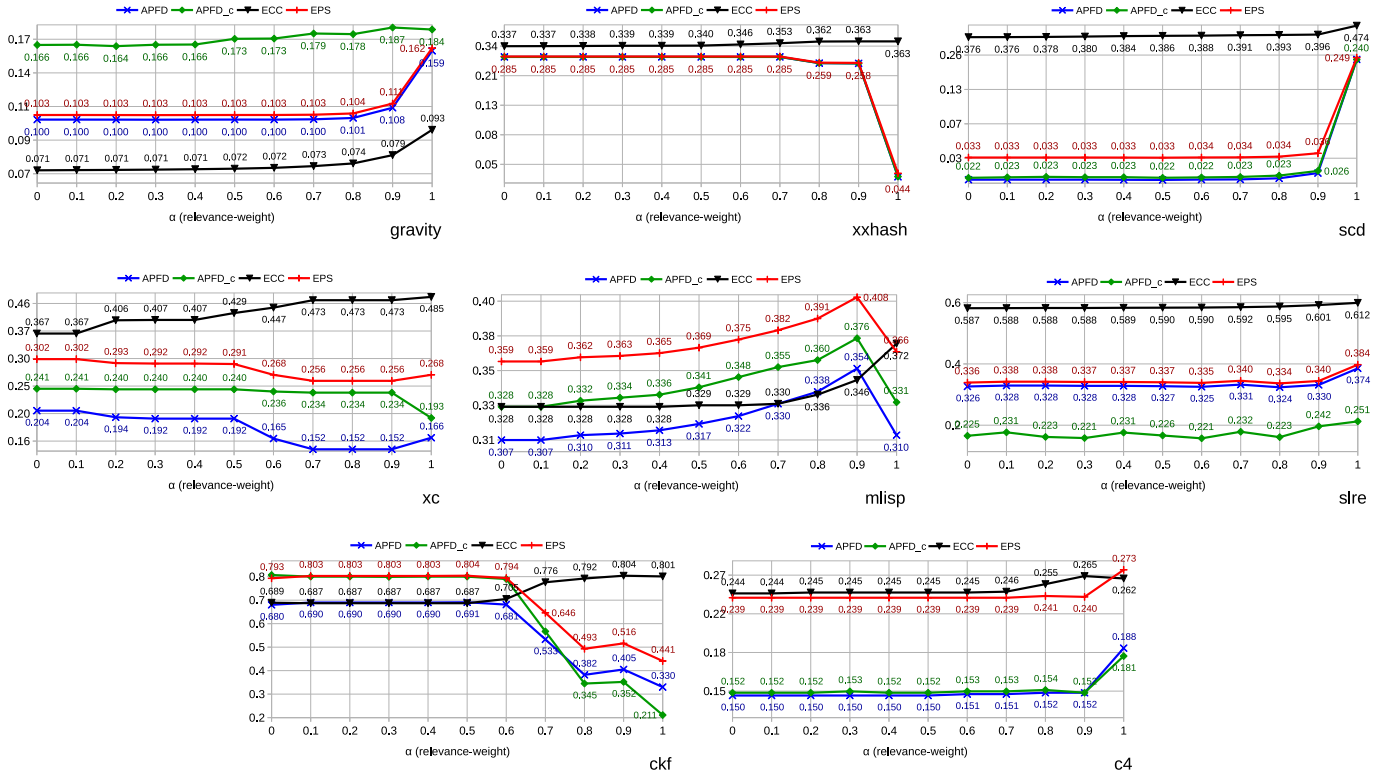 APFD APFD_c ECC EPS
0.17
0.14
0.11
0.09
0.07
0.166 0.166 0.164 0.166 0.166 0.173 0.173 0.179 0.178 0.187 0.184
0.103 0.103 0.103 0.103 0.103 0.103 0.103 0.103 0.104 0.111 0.162
0.100 0.100 0.100 0.100 0.100 0.100 0.100 0.100 0.101 0.108 0.159
0.071 0.071 0.071 0.071 0.071 0.072 0.072 0.073 0.074 0.079 0.093
0 0.1 0.2 0.3 0.4 0.5 0.6 0.7 0.8 0.9 1
α (relevance-weight)
gravity
APFD APFD_c ECC EPS
0.34
0.21
0.13
0.08
0.05
0.337 0.337 0.338 0.339 0.339 0.340 0.346 0.353 0.362 0.363 0.363
0.285 0.285 0.285 0.285 0.285 0.285 0.285 0.285 0.259 0.258 0.044
0 0.1 0.2 0.3 0.4 0.5 0.6 0.7 0.8 0.9 1
α (relevance-weight)
xxhash
APFD APFD_c ECC EPS
0.26
0.13
0.07
0.03
0.376 0.376 0.378 0.380 0.384 0.386 0.388 0.391 0.393 0.396 0.474
0.240
0.249
0.033 0.033 0.033 0.033 0.033 0.033 0.034 0.034 0.034 0.036
0.022 0.022 0.023 0.023 0.023 0.022 0.023 0.023 0.023 0.026
0 0.1 0.2 0.3 0.4 0.5 0.6 0.7 0.8 0.9 1
α (relevance-weight)
scd
APFD APFD_c ECC EPS
0.46
0.37
0.30
0.25
0.20
0.16
0.367 0.367 0.406 0.407 0.407 0.429 0.447 0.473 0.473 0.473 0.485
0.302 0.302 0.293 0.292 0.292 0.291 0.268 0.256 0.256 0.256 0.268
0.241 0.241 0.240 0.240 0.240 0.240 0.236 0.234 0.234 0.234 0.193
0.204 0.204 0.194 0.192 0.192 0.192 0.165 0.152 0.152 0.152 0.166
0 0.1 0.2 0.3 0.4 0.5 0.6 0.7 0.8 0.9 1
α (relevance-weight)
xc
APFD APFD_c ECC EPS
0.40
0.38
0.35
0.33
0.31
0.359 0.359 0.362 0.363 0.365 0.369 0.375 0.382 0.391 0.408 0.366
0.328 0.328 0.332 0.334 0.336 0.341 0.348 0.355 0.360 0.376 0.331
0.328 0.328 0.328 0.328 0.328 0.329 0.329 0.330 0.336 0.346 0.372
0.307 0.307 0.310 0.311 0.313 0.317 0.322 0.330 0.338 0.354 0.310
0 0.1 0.2 0.3 0.4 0.5 0.6 0.7 0.8 0.9 1
α (relevance-weight)
mlisp
APFD APFD_c ECC EPS
0.6
0.4
0.2
0.587 0.588 0.588 0.588 0.589 0.590 0.590 0.592 0.595 0.601 0.612
0.336 0.338 0.338 0.337 0.337 0.337 0.335 0.340 0.334 0.340 0.384
0.326 0.328 0.328 0.328 0.328 0.327 0.325 0.331 0.324 0.330 0.374
0.225 0.231 0.223 0.221 0.231 0.226 0.221 0.232 0.223 0.242 0.251
0 0.1 0.2 0.3 0.4 0.5 0.6 0.7 0.8 0.9 1
α (relevance-weight)
slre
APFD APFD_c ECC EPS
0.8
0.7
0.6
0.5
0.4
0.3
0.2
0.793 0.803 0.803 0.803 0.803 0.804 0.794 0.646 0.493 0.516 0.441
0.689 0.687 0.687 0.687 0.687 0.687 0.705 0.776 0.792 0.804 0.801
0.680 0.690 0.690 0.690 0.690 0.691 0.681 0.533 0.382 0.405 0.330
0.345 0.352 0.211
0 0.1 0.2 0.3 0.4 0.5 0.6 0.7 0.8 0.9 1
α (relevance-weight)
ckf
APFD APFD_c ECC EPS
0.27
0.22
0.18
0.15
0.244 0.244 0.245 0.245 0.245 0.245 0.245 0.246 0.255 0.265 0.262
0.239 0.239 0.239 0.239 0.239 0.239 0.239 0.239 0.241 0.240 0.273
0.152 0.152 0.152 0.153 0.152 0.152 0.153 0.153 0.154 0.181
0.150 0.150 0.150 0.150 0.150 0.150 0.151 0.151 0.152 0.152 0.188
0 0.1 0.2 0.3 0.4 0.5 0.6 0.7 0.8 0.9 1
α (relevance-weight)
c4